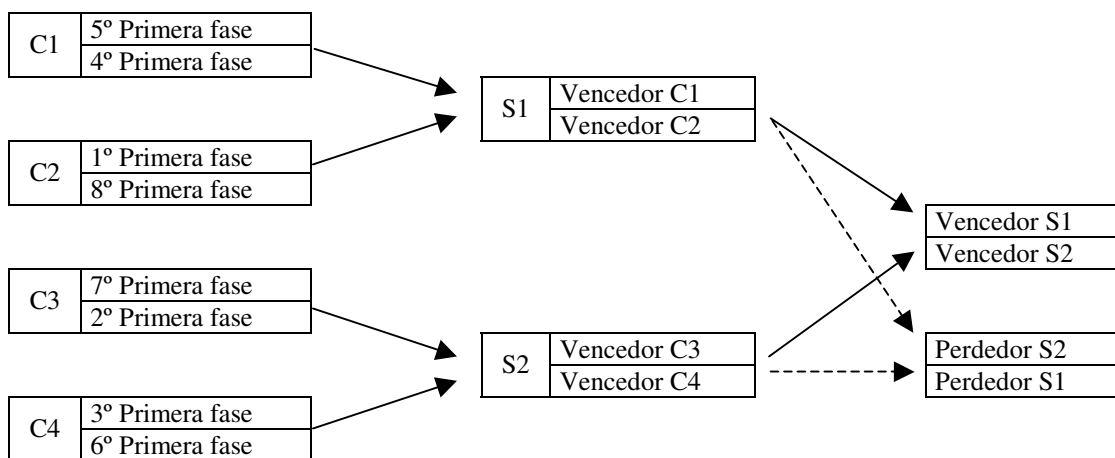 C1
5º Primera fase
4º Primera fase
C2
1º Primera fase
8º Primera fase
C3
7º Primera fase
2º Primera fase
C4
3º Primera fase
6º Primera fase
S1
Vencedor C1
Vencedor C2
S2
Vencedor C3
Vencedor C4
Vencedor S1
Vencedor S2
Perdedor S2
Perdedor S1